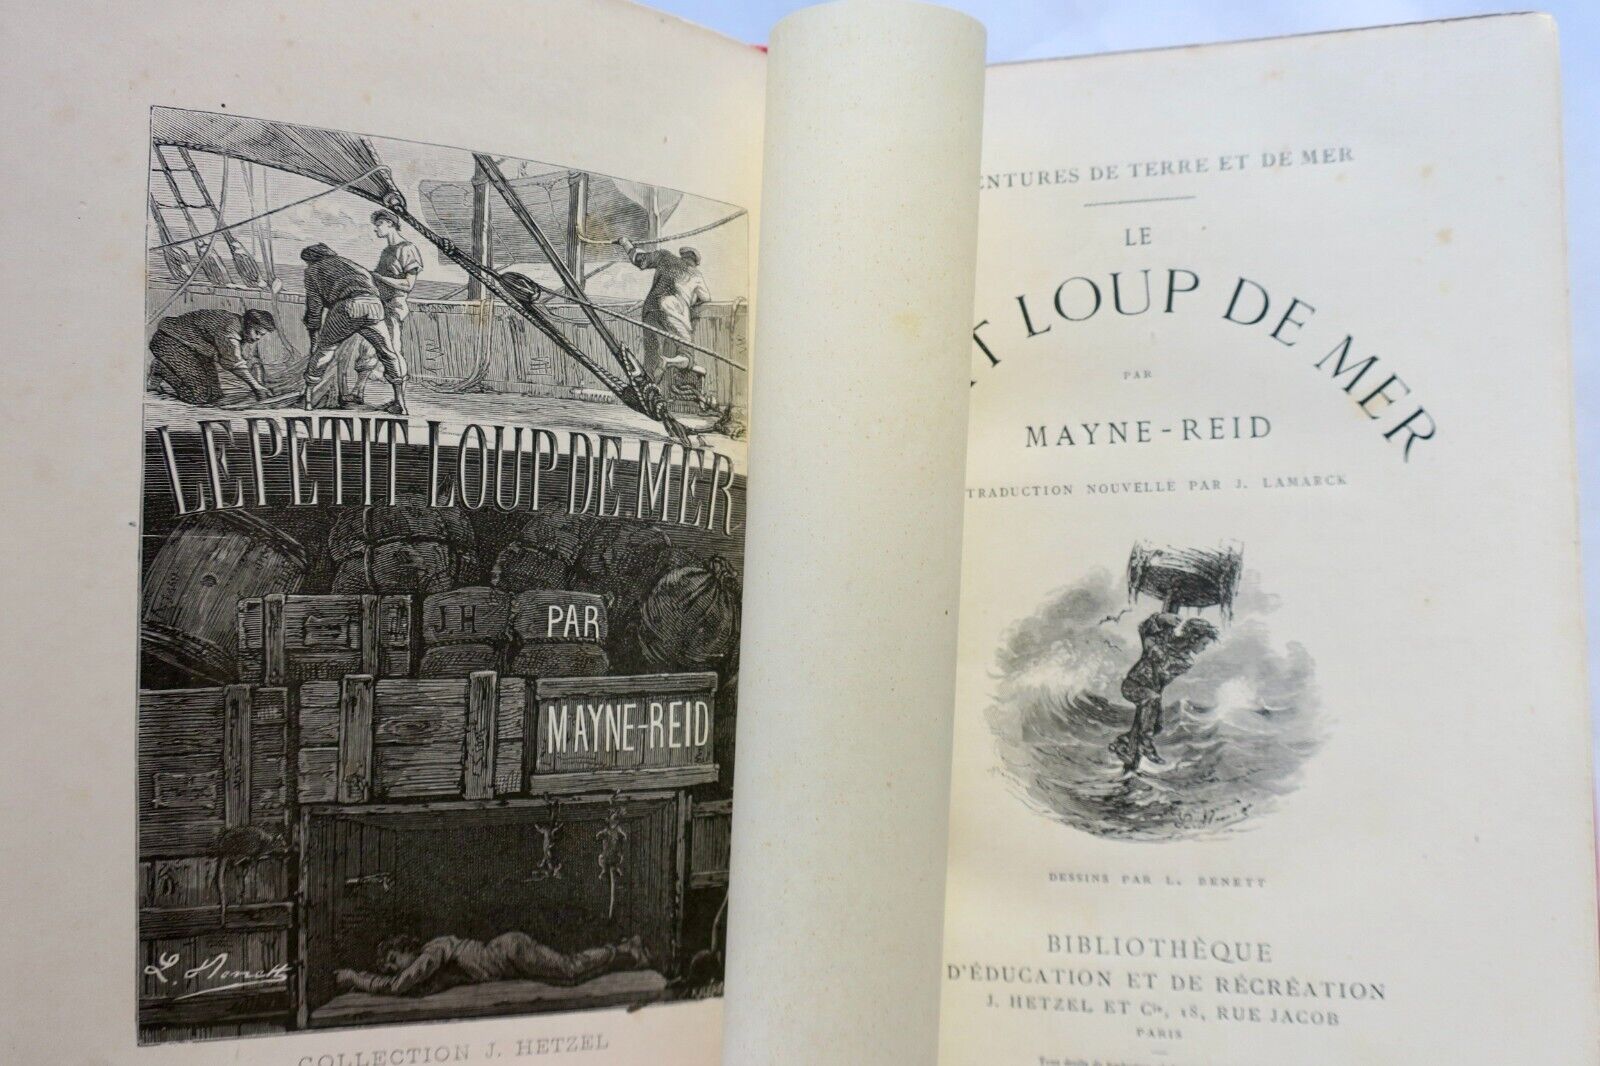 LE PETIT LOUP DE MER
J. H.
PAR
MAYNE-REID
L. Benett
COLLECTION J. HETZEL
ENTURES DE TERRE ET DE MER
LE
T LOUP DE MER
PAR
MAYNE-REID
TRADUCTION NOUVELLE PAR J. LAMARCK
DESSINS PAR L. BENETT
BIBLIOTHÈQUE
D'ÉDUCATION ET DE RÉCRÉATION
J. HETZEL ET Cie, 18, RUE JACOB
PARIS